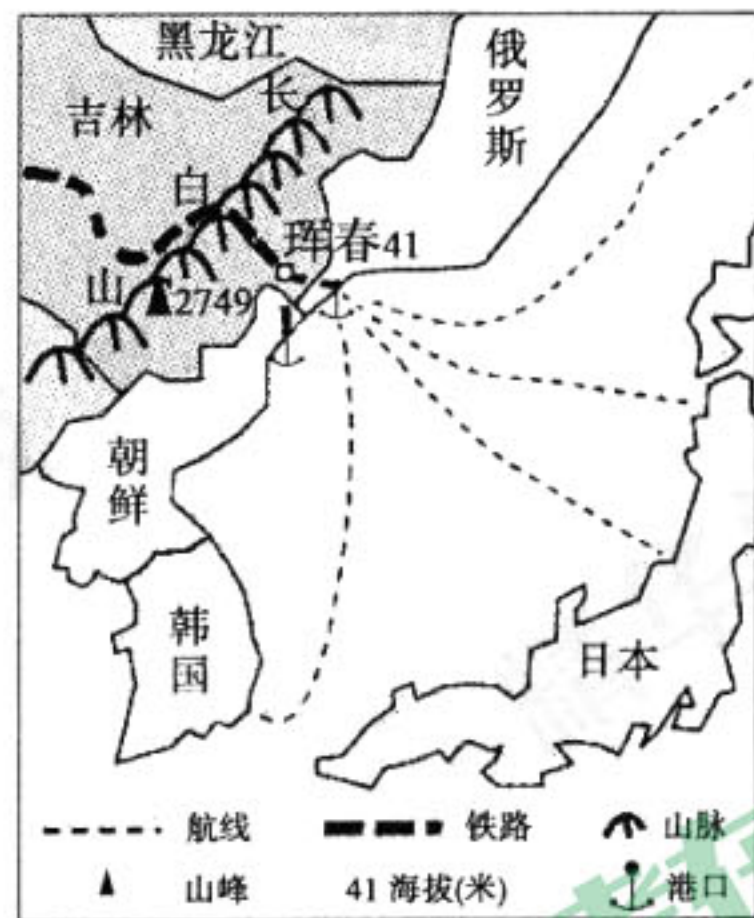 黑龙江
俄罗斯
吉林
长
白
山
珲春41
2749
朝鲜
韩国
日本
航线 铁路 山脉
山峰 41 海拔(米) 港口